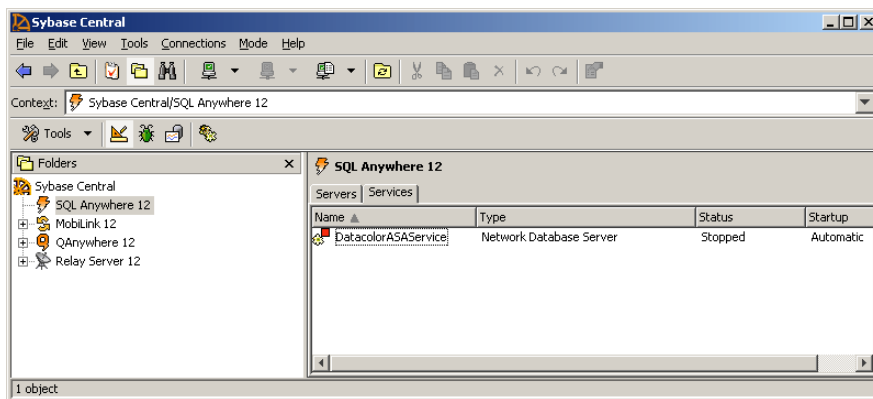 Sybase Central
File Edit View Tools Connections Mode Help
Context: Sybase Central/SQL Anywhere 12
Tools
Folders x
SQL Anywhere 12
Sybase Central
SQL Anywhere 12
MobiLink 12
QAnywhere 12
Relay Server 12
Servers Services
Name Type Status Startup
DatacolorASAService Network Database Server Stopped Automatic
1 object